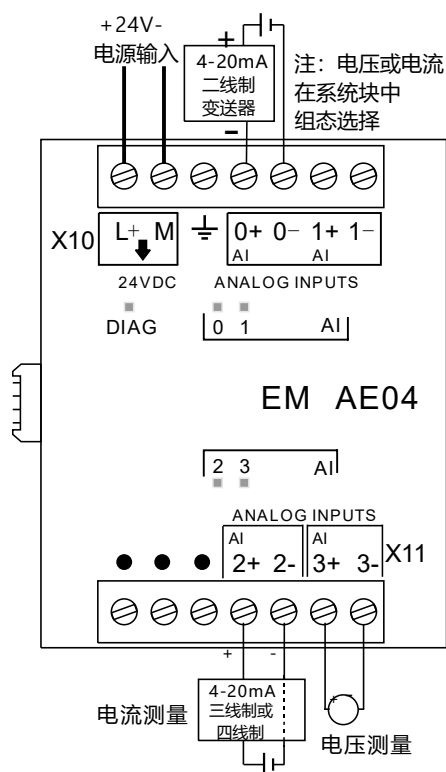 +24V-
电源输入
+
4-20mA
二线制
变送器
-
注：电压或电流
在系统块中
组态选择
X10
L+ M
0+ 0- 1+ 1-
AI AI
24VDC
ANALOG INPUTS
DIAG
0 1 AI
EM AE04
2 3 AI
ANALOG INPUTS
AI AI
2+ 2- 3+ 3-
X11
+ -
电流测量
4-20mA
三线制或
四线制
+ -
电压测量